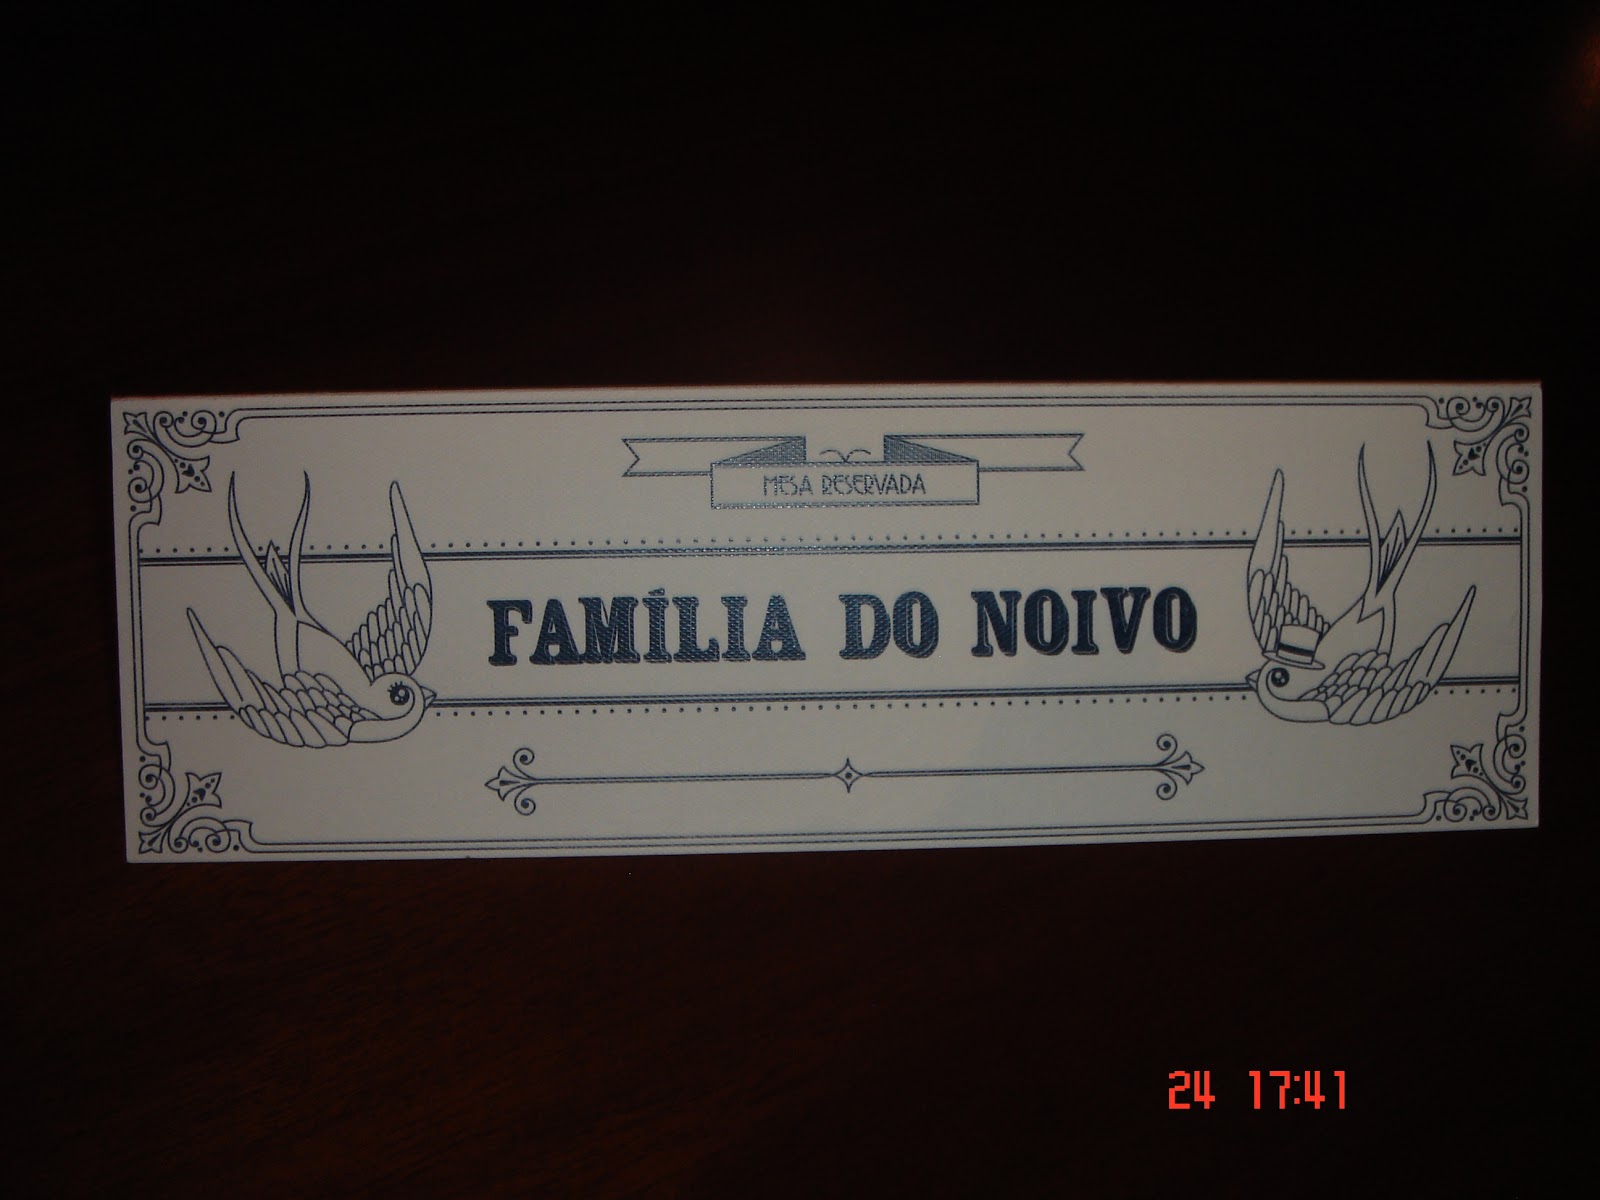 MESA RESERVADA
FAMÍLIA DO NOIVO
24 17:41